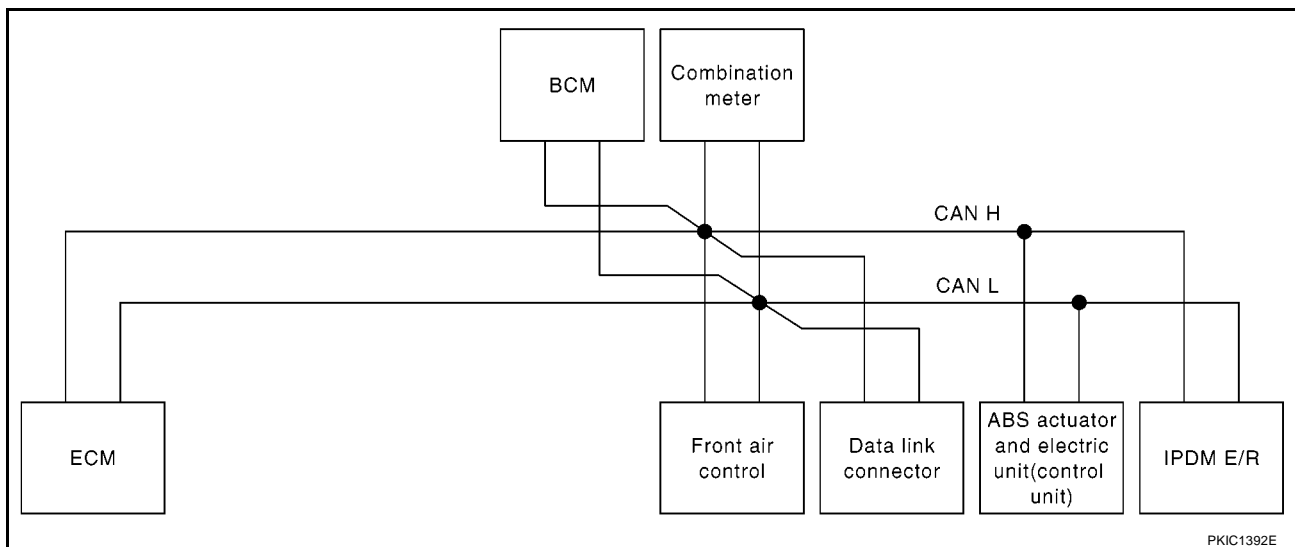 BCM
Combination
meter
CAN H
CAN L
ECM
Front air
control
Data link
connector
ABS actuator
and electric
unit(control
unit)
IPDM E/R
PKIC1392E